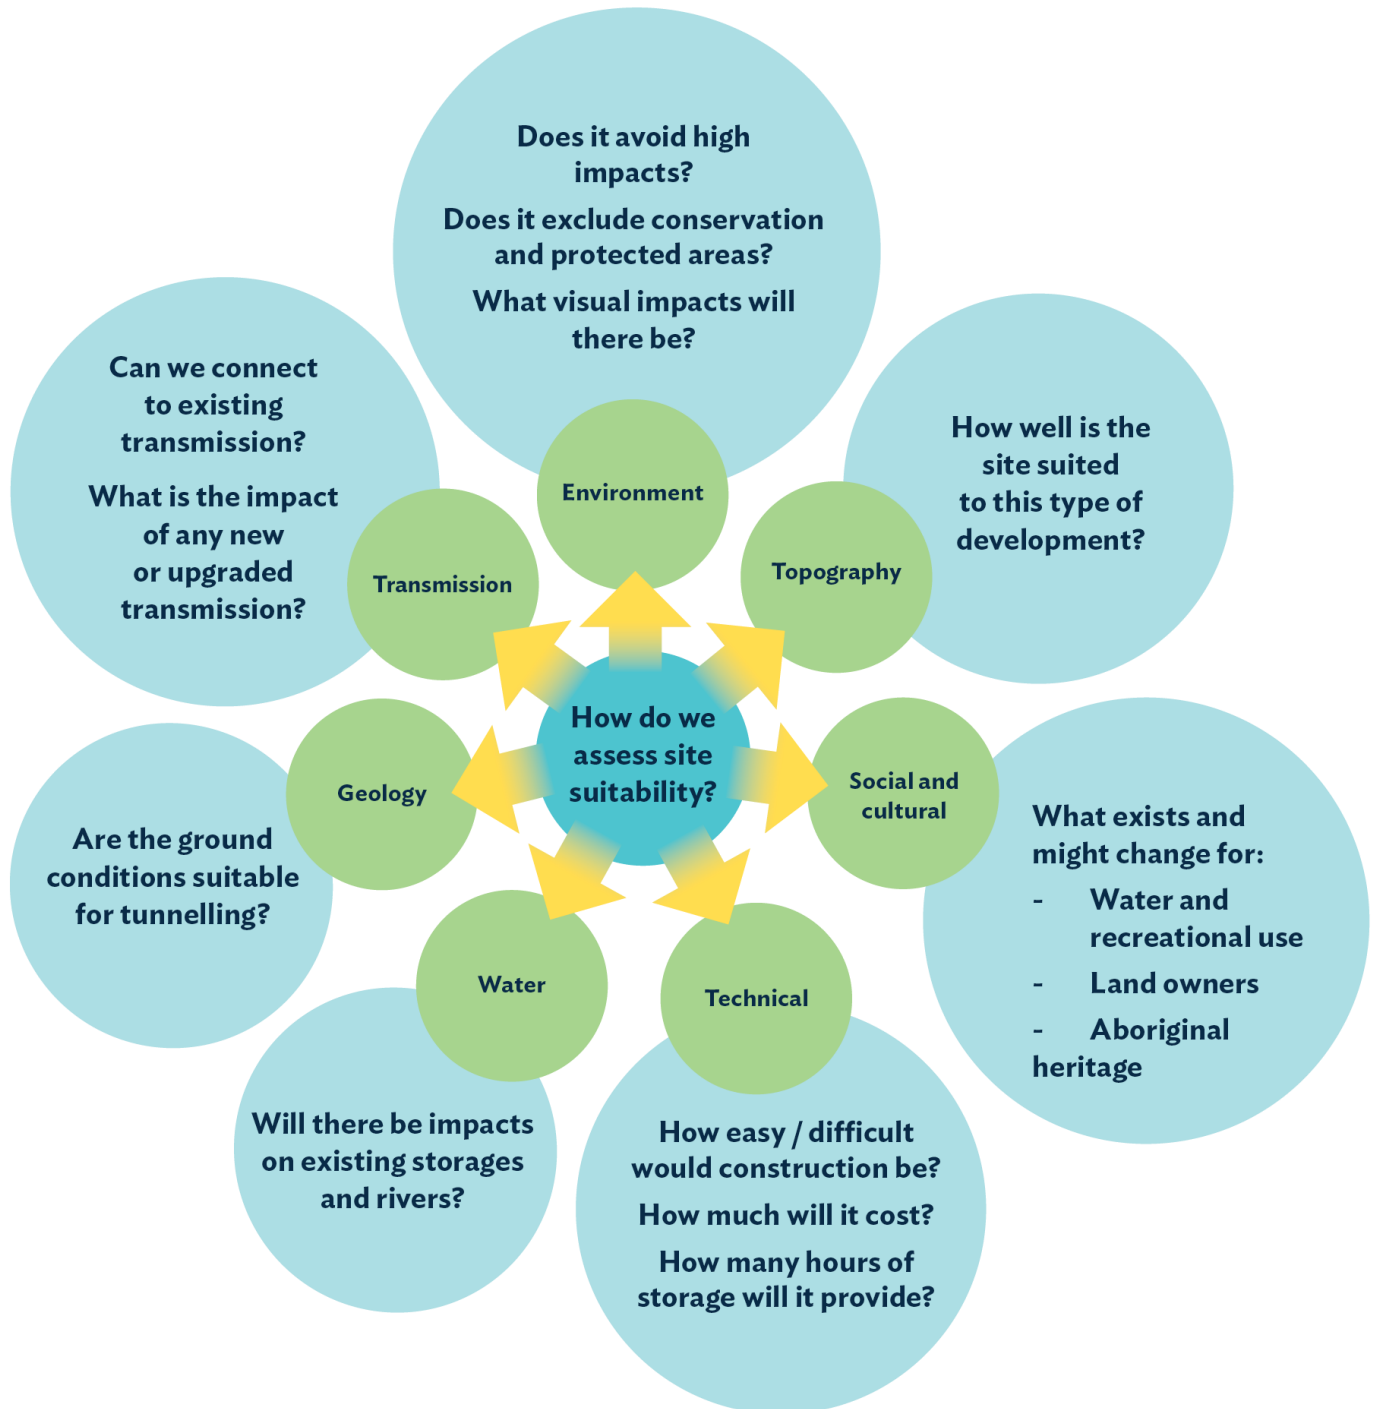 Does it avoid high
impacts?
Does it exclude conservation
and protected areas?
What visual impacts will
there be?
Environment
How well is the
site suited
to this type of
development?
Topography
What exists and
might change for:
- Water and
recreational use
- Land owners
- Aboriginal
heritage
Social and
cultural
How easy / difficult
would construction be?
How much will it cost?
How many hours of
storage will it provide?
Technical
Will there be impacts
on existing storages
and rivers?
Water
Are the ground
conditions suitable
for tunnelling?
Geology
Can we connect
to existing
transmission?
What is the impact
of any new
or upgraded
transmission?
Transmission
How do we
assess site
suitability?